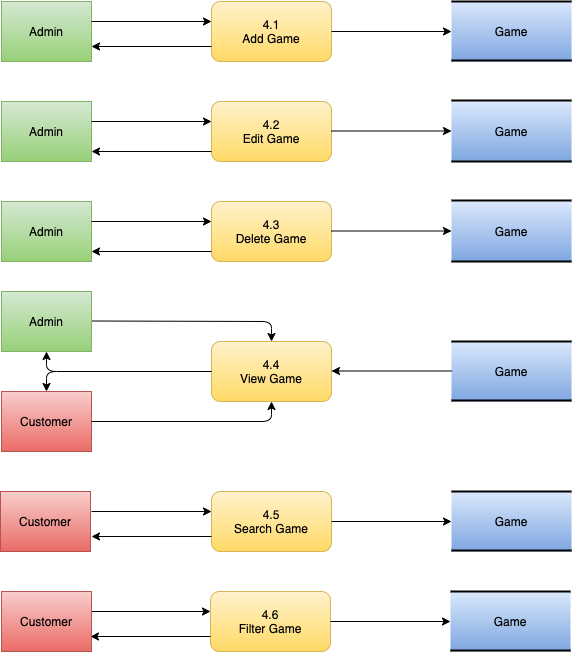 Admin
4.1
Add Game
Game
Admin
4.2
Edit Game
Game
Admin
4.3
Delete Game
Game
Admin
4.4
View Game
Game
Customer
Customer
4.5
Search Game
Game
Customer
4.6
Filter Game
Game